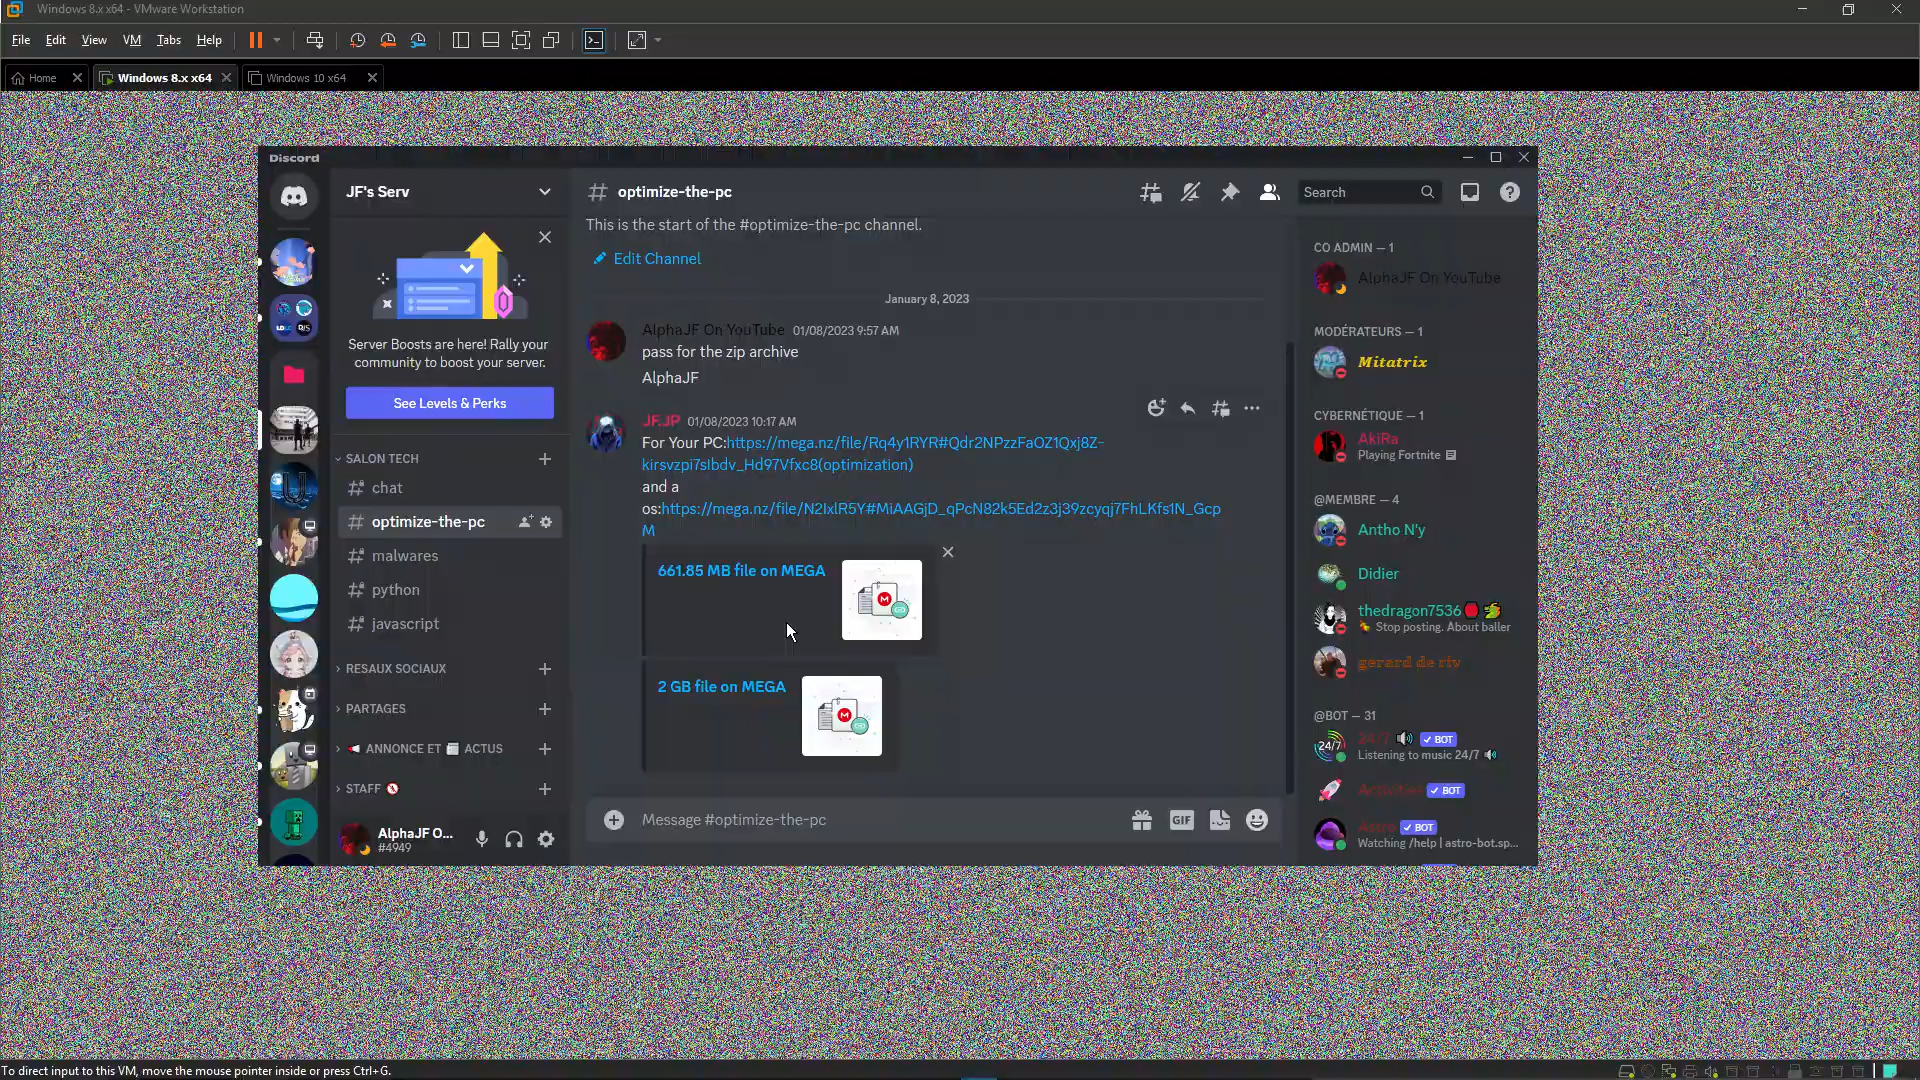 Windows 8.x x64 - VMware Workstation
File Edit View VM Tabs Help
Home Windows 8.x x64 Windows 10 x64
Discord
JF's Serv
Server Boosts are here! Rally your
community to boost your server.
See Levels & Perks
SALON TECH
chat
optimize-the-pc
malwares
python
javascript
RESAUX SOCIAUX
PARTAGES
ANNONCE ET ACTUS
STAFF
AlphaJF O...
#4949
optimize-the-pc
Search
This is the start of the #optimize-the-pc channel.
Edit Channel
January 8, 2023
AlphaJF On YouTube 01/08/2023 9:57 AM
pass for the zip archive
AlphaJF
JF.JP 01/08/2023 10:17 AM
For Your PC:https://mega.nz/file/Rq4y1RYR#Qdr2NPzzFaOZ1Qxj8Z-
kirsvzpi7sIbdv_Hd97Vfxc8(optimization)
and a
os:https://mega.nz/file/N2IxlR5Y#MiAAGjD_qPcN82k5Ed2z3j39zcyqj7FhLKfs1N_Gcp
M
661.85 MB file on MEGA
2 GB file on MEGA
Message #optimize-the-pc
GIF
CO ADMIN — 1
AlphaJF On YouTube
MODÉRATEURS — 1
Mitatrix
CYBERNÉTIQUE — 1
AkiRa
Playing Fortnite
@MEMBRE — 4
Antho N'y
Didier
thedragon7536
Stop posting. About baller
gerard de riv
@BOT — 31
24/7 BOT
Listening to music 24/7
Activities BOT
Astro BOT
Watching /help | astro-bot.sp...
To direct input to this VM, move the mouse pointer inside or press Ctrl+G.